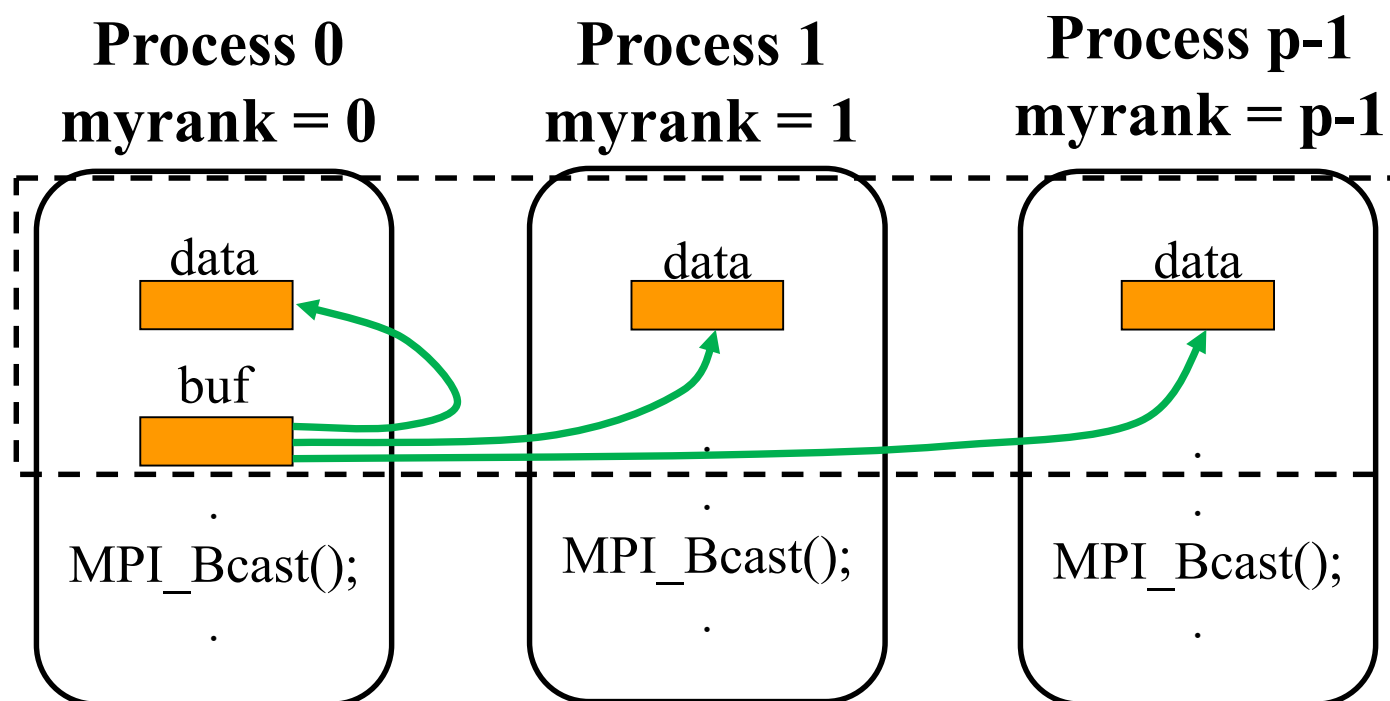 Process 0
myrank = 0
Process 1
myrank = 1
Process p-1
myrank = p-1
data
buf
.
MPI_Bcast();
.
data
.
.
MPI_Bcast();
.
data
.
.
MPI_Bcast();
.